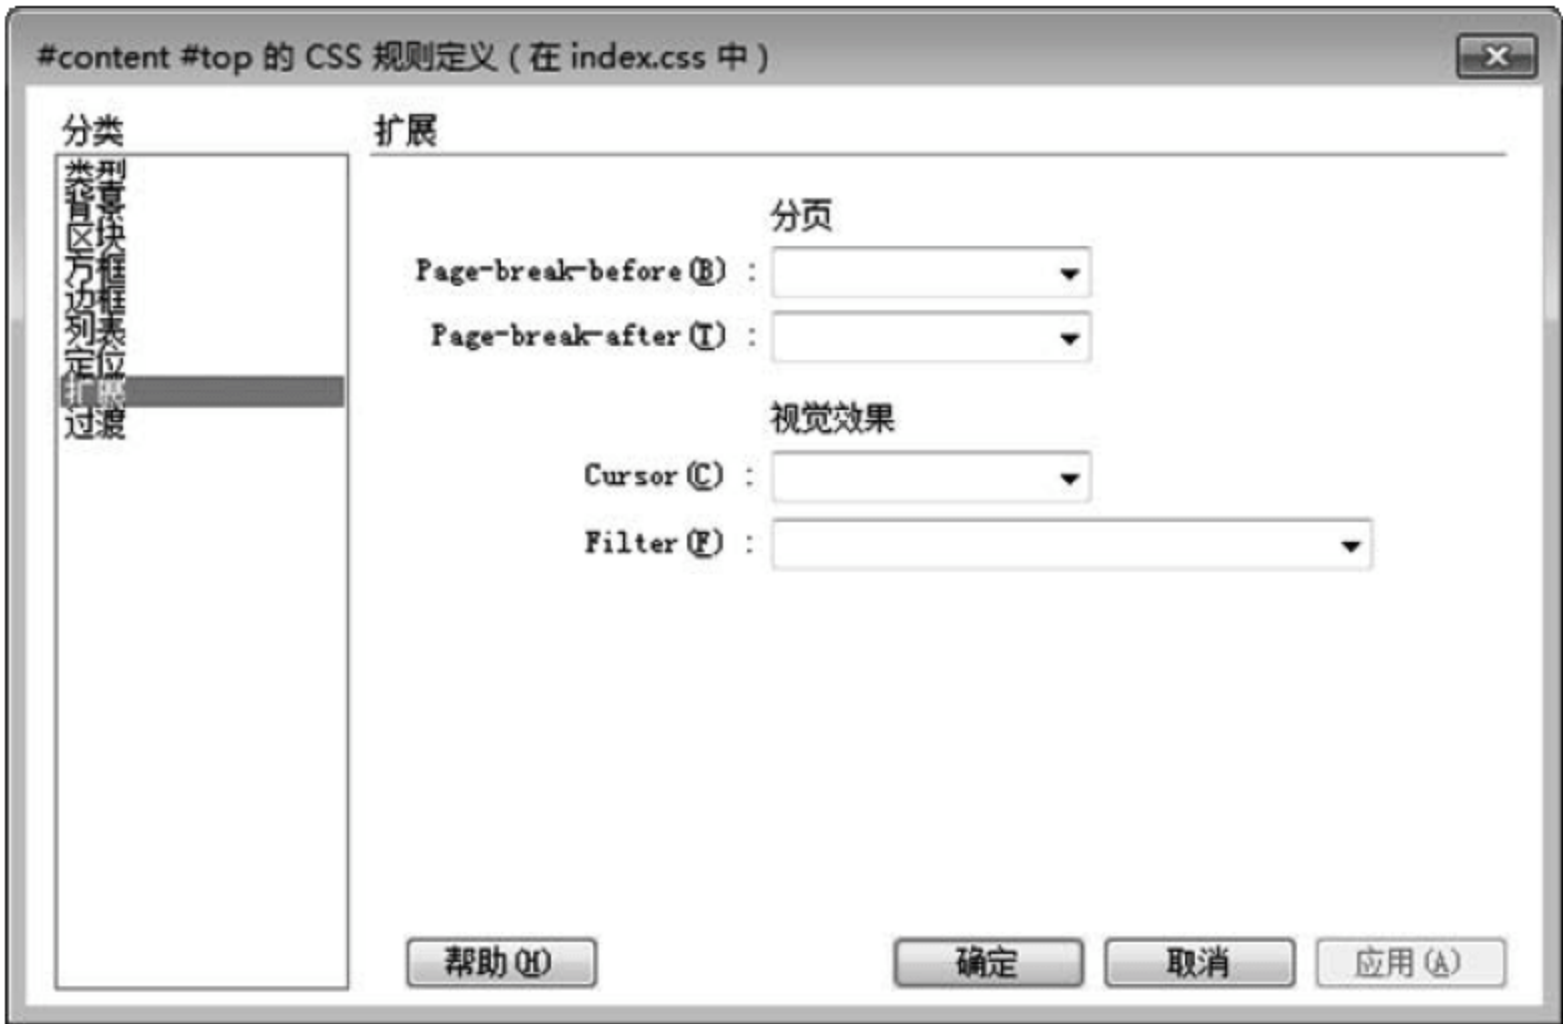 #content #top 的 CSS 规则定义（在 index.css 中）
分类
类型
背景
区块
方框
边框
列表
定位
扩展
过渡
扩展
分页
Page-break-before(B) :
Page-break-after(T) :
视觉效果
Cursor(C) :
Filter(F) :
帮助(H)
确定
取消
应用(A)